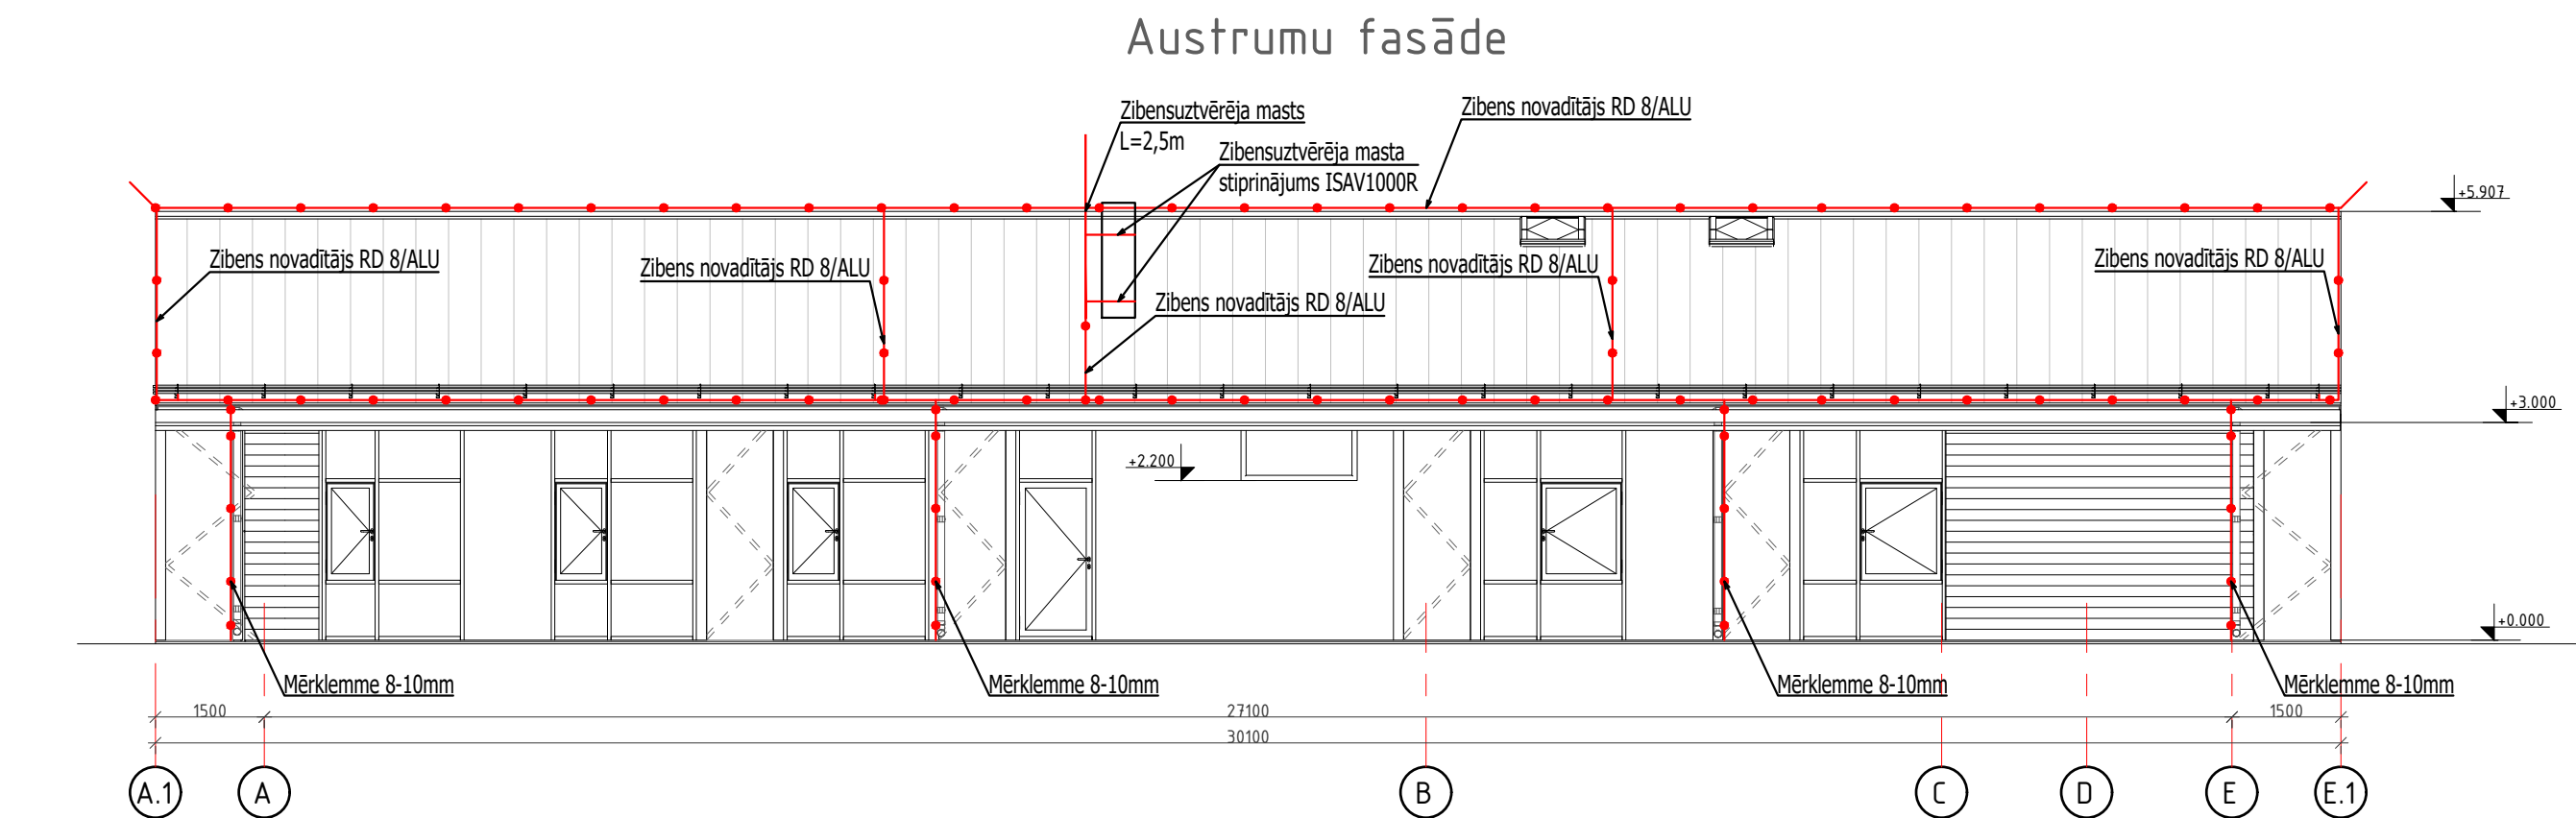 Austrumu fasāde
Zibensuztvērēja masts
L=2,5m
Zibens novadītājs RD 8/ALU
Zibensuztvērēja masta
stiprinājums ISAV1000R
+5.907
Zibens novadītājs RD 8/ALU
Zibens novadītājs RD 8/ALU
Zibens novadītājs RD 8/ALU
Zibens novadītājs RD 8/ALU
Zibens novadītājs RD 8/ALU
+3.000
+2.200
+0.000
Mērklemme 8-10mm
Mērklemme 8-10mm
Mērklemme 8-10mm
Mērklemme 8-10mm
1500
27100
1500
30100
A.1
A
B
C
D
E
E.1